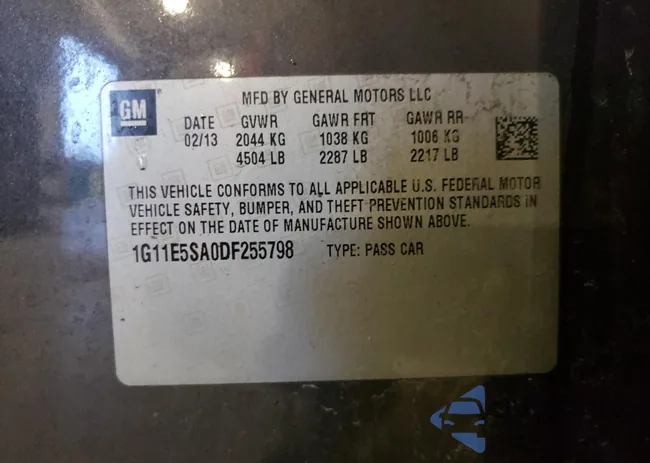 GM
MFD BY GENERAL MOTORS LLC
DATE GVWR GAWR FRT GAWR RR
02/13 2044 KG 1038 KG 1006 KG
4504 LB 2287 LB 2217 LB
THIS VEHICLE CONFORMS TO ALL APPLICABLE U.S. FEDERAL MOTOR
VEHICLE SAFETY, BUMPER, AND THEFT PREVENTION STANDARDS IN
EFFECT ON THE DATE OF MANUFACTURE SHOWN ABOVE.
1G11E5SA0DF255798 TYPE: PASS CAR